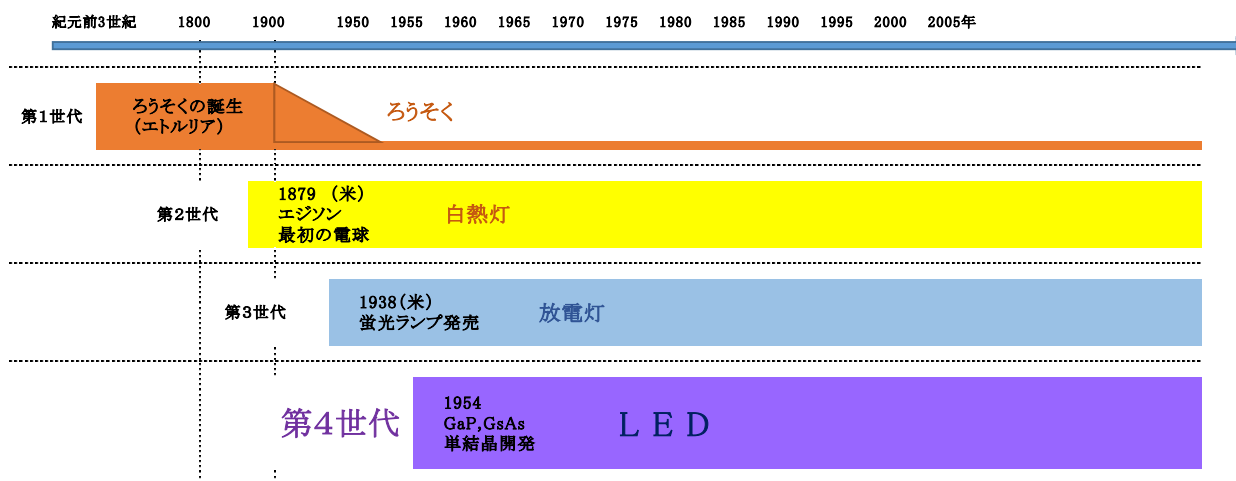 紀元前3世紀 1800 1900 1950 1955 1960 1965 1970 1975 1980 1985 1990 1995 2000 2005年
第1世代
ろうそくの誕生
(エトルリア)
ろうそく
第2世代
1879 (米)
エジソン
最初の電球
白熱灯
第3世代
1938(米)
蛍光ランプ発売
放電灯
第4世代
1954
GaP,GsAs
単結晶開発
LED